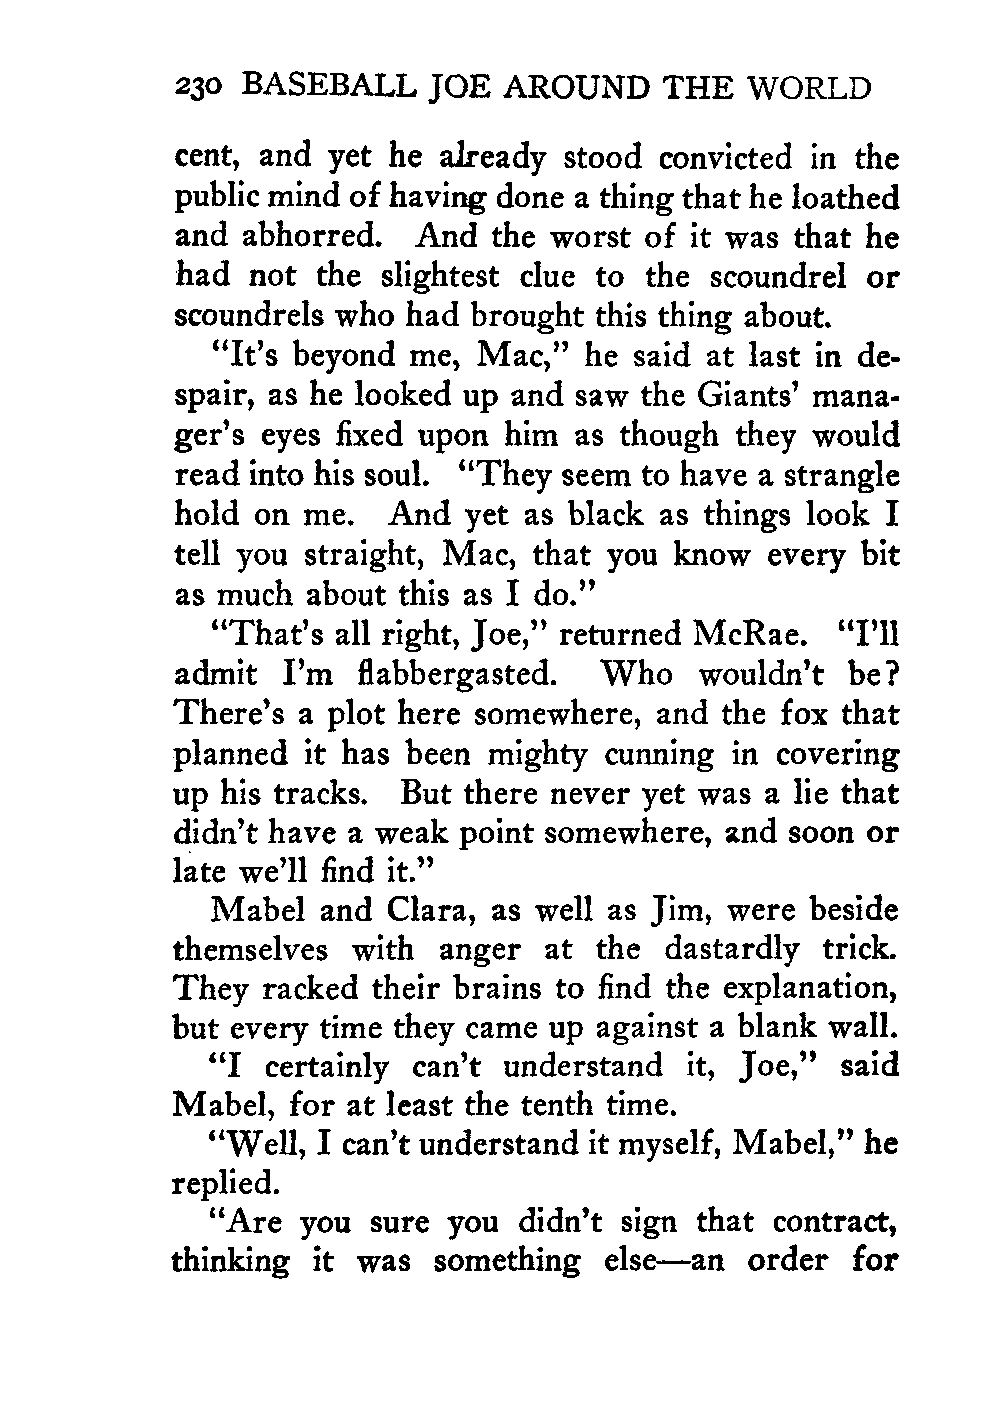 230 BASEBALL JOE AROUND THE WORLD
cent, and yet he already stood convicted in the
public mind of having done a thing that he loathed
and abhorred. And the worst of it was that he
had not the slightest clue to the scoundrel or
scoundrels who had brought this thing about.
"It's beyond me, Mac," he said at last in de-
spair, as he looked up and saw the Giants' mana-
ger's eyes fixed upon him as though they would
read into his soul. "They seem to have a strangle
hold on me. And yet as black as things look I
tell you straight, Mac, that you know every bit
as much about this as I do."
"That's all right, Joe," returned McRae. "I'll
admit I'm flabbergasted. Who wouldn't be?
There's a plot here somewhere, and the fox that
planned it has been mighty cunning in covering
up his tracks. But there never yet was a lie that
didn't have a weak point somewhere, and soon or
late we'll find it."
Mabel and Clara, as well as Jim, were beside
themselves with anger at the dastardly trick.
They racked their brains to find the explanation,
but every time they came up against a blank wall.
"I certainly can't understand it, Joe," said
Mabel, for at least the tenth time.
"Well, I can't understand it myself, Mabel," he
replied.
"Are you sure you didn't sign that contract,
thinking it was something else—an order for